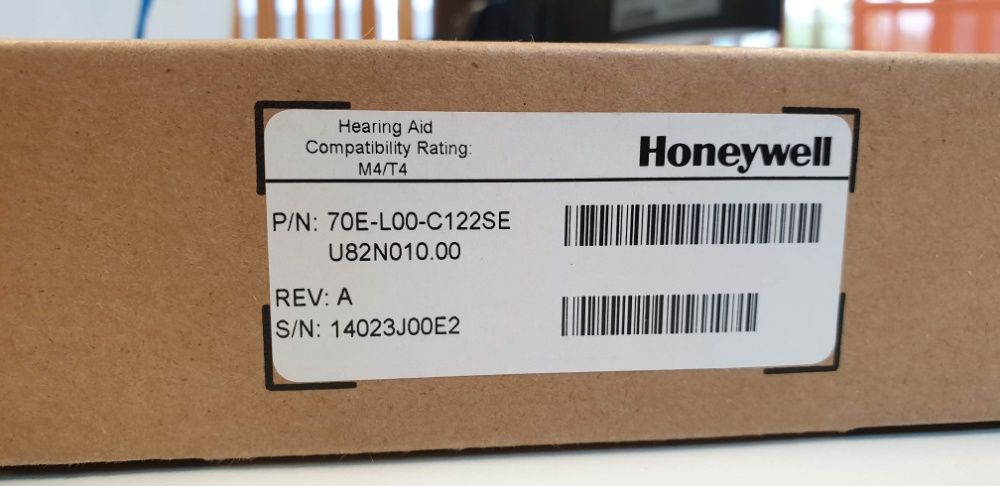 Hearing Aid
Compatibility Rating:
M4/T4
Honeywell
P/N: 70E-L00-C122SE
U82N010.00
REV: A
S/N: 14023J00E2